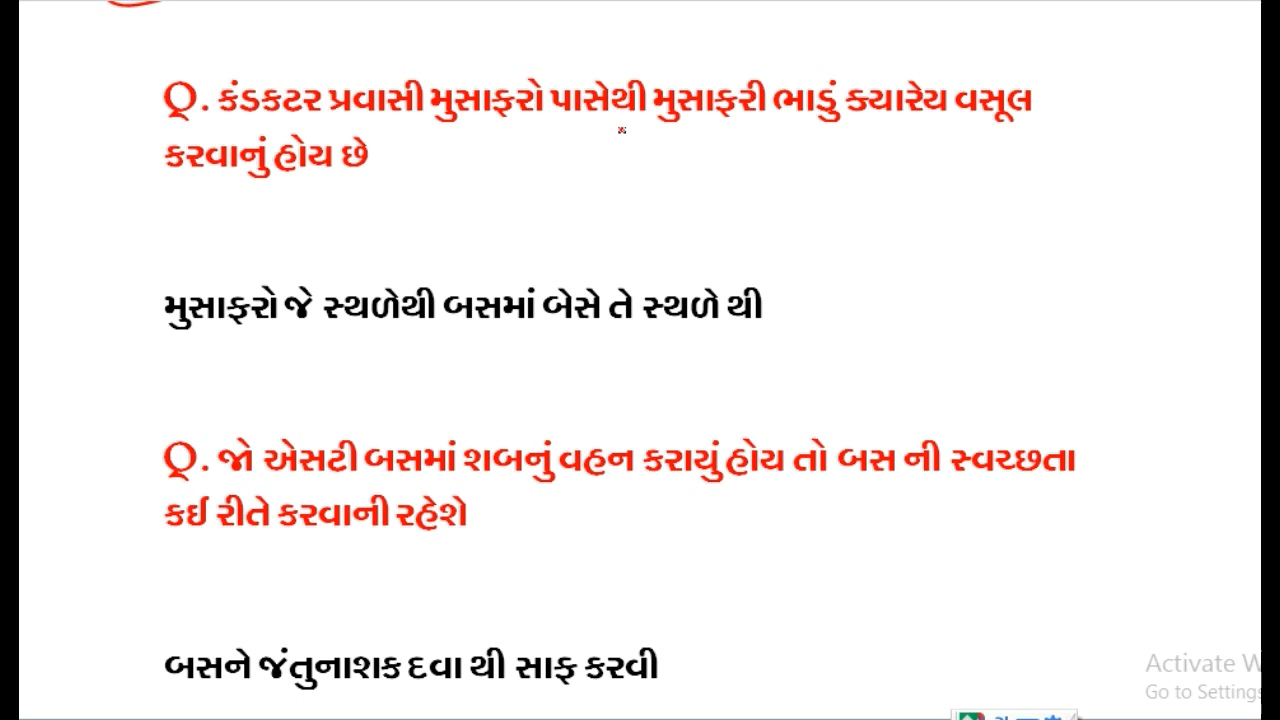 Q. કંડકટર પ્રવાસી મુસાફરો પાસેથી મુસાફરી ભાડું ક્યારેય વસૂલ
કરવાનું હોય છે
મુસાફરો જે સ્થળેથી બસમાં બેસે તે સ્થળે થી
Q. જો એસટી બસમાં શબનું વહન કરાયું હોય તો બસ ની સ્વચ્છતા
કઈ રીતે કરવાની રહેશે
બસને જંતુનાશક દવા થી સાફ કરવી
Activate W
Go to Settings